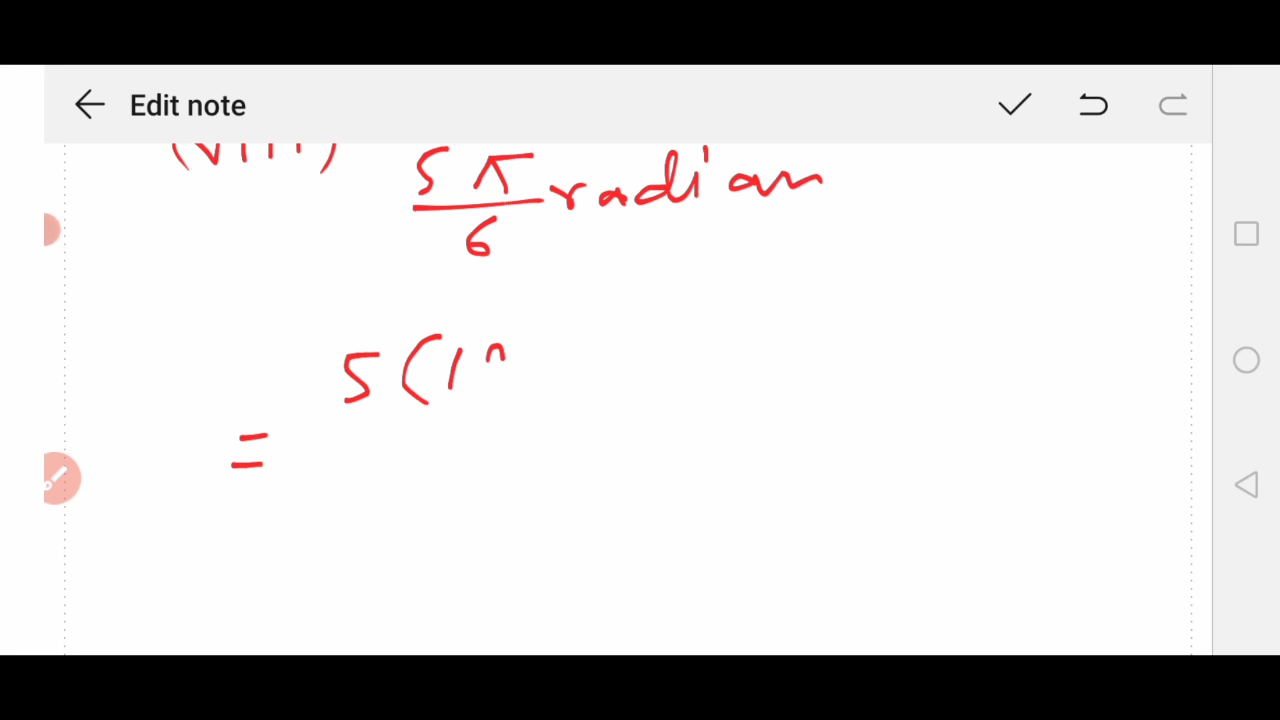 Edit note
(viii) 5π/6 radian
= 5(1